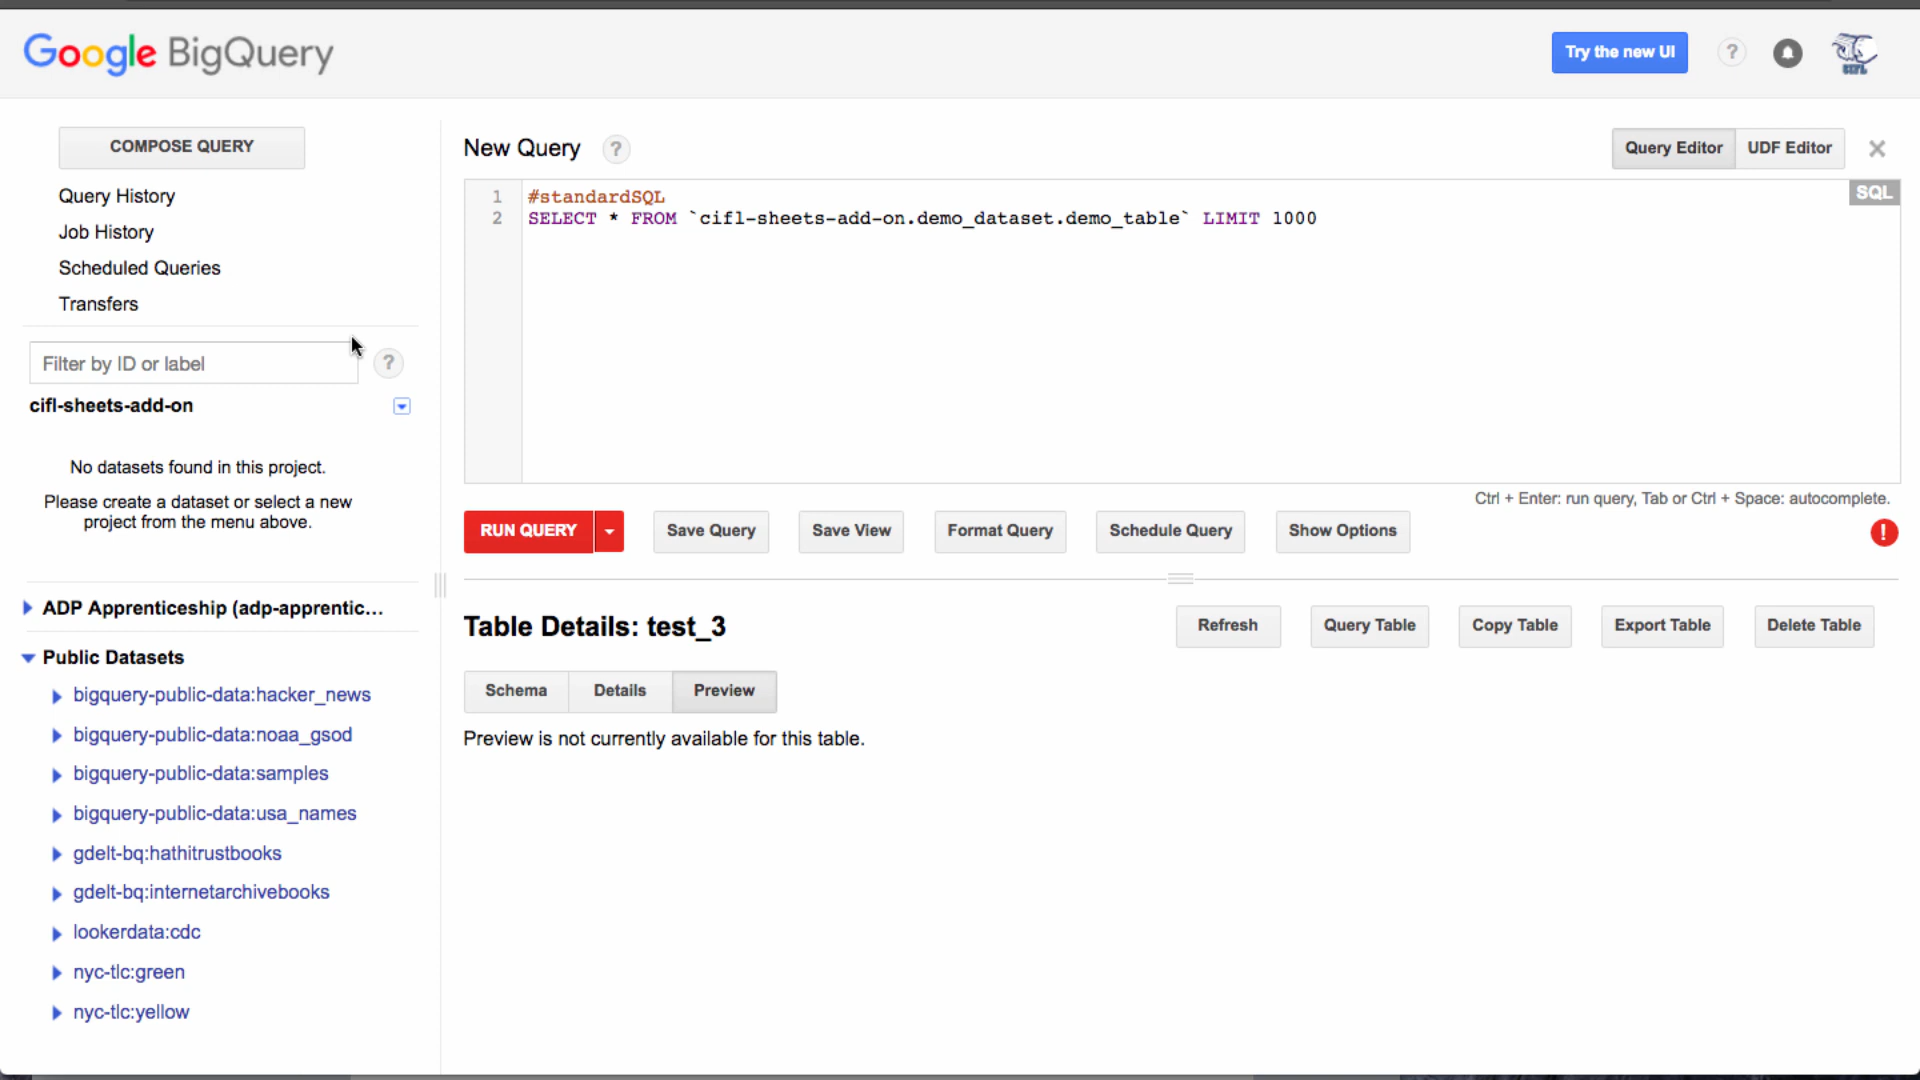 Google BigQuery
Try the new UI
?
CIFL
COMPOSE QUERY
Query History
Job History
Scheduled Queries
Transfers
Filter by ID or label
?
cifl-sheets-add-on
No datasets found in this project.
Please create a dataset or select a new
project from the menu above.
ADP Apprenticeship (adp-apprentic...
Public Datasets
bigquery-public-data:hacker_news
bigquery-public-data:noaa_gsod
bigquery-public-data:samples
bigquery-public-data:usa_names
gdelt-bq:hathitrustbooks
gdelt-bq:internetarchivebooks
lookerdata:cdc
nyc-tlc:green
nyc-tlc:yellow
New Query ?
Query Editor UDF Editor
SQL
1 #standardSQL
2 SELECT * FROM `cifl-sheets-add-on.demo_dataset.demo_table` LIMIT 1000
Ctrl + Enter: run query, Tab or Ctrl + Space: autocomplete.
RUN QUERY Save Query Save View Format Query Schedule Query Show Options !
Table Details: test_3
Refresh Query Table Copy Table Export Table Delete Table
Schema Details Preview
Preview is not currently available for this table.